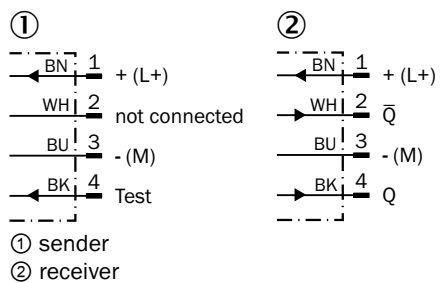 ① ②
BN 1 + (L+) BN 1 + (L+)
WH 2 not connected WH 2 Q̅
BU 3 - (M) BU 3 - (M)
BK 4 Test BK 4 Q
① sender
② receiver